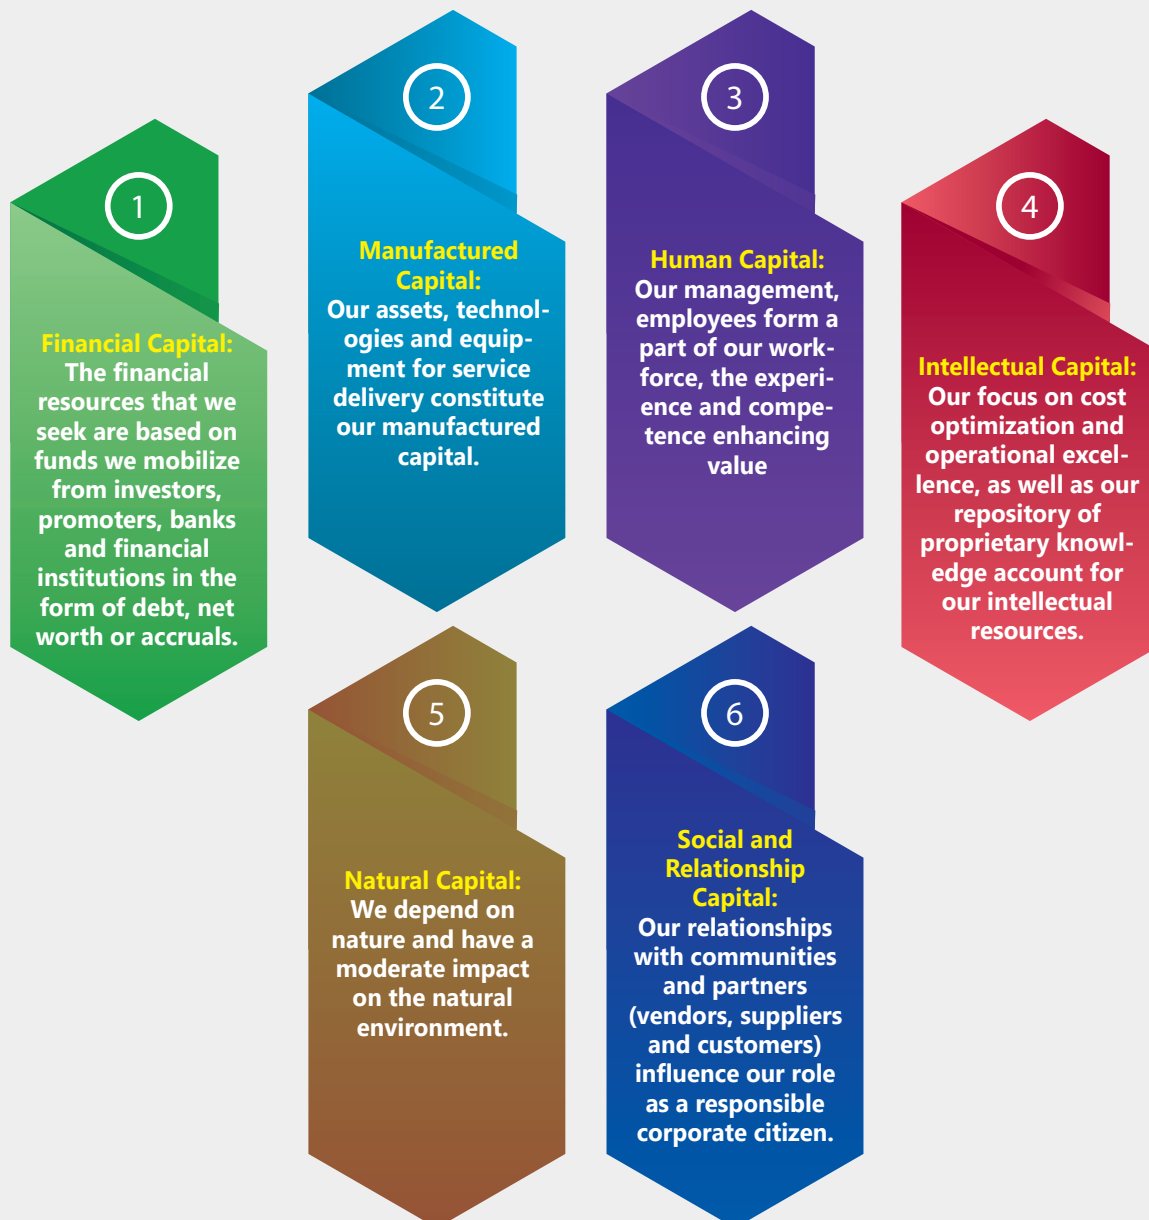 1
Financial Capital:
The financial
resources that we
seek are based on
funds we mobilize
from investors,
promoters, banks
and financial
institutions in the
form of debt, net
worth or accruals.
2
Manufactured
Capital:
Our assets, technol-
ogies and equip-
ment for service
delivery constitute
our manufactured
capital.
3
Human Capital:
Our management,
employees form a
part of our work-
force, the experi-
ence and compe-
tence enhancing
value
4
Intellectual Capital:
Our focus on cost
optimization and
operational excel-
lence, as well as our
repository of
proprietary knowl-
edge account for
our intellectual
resources.
5
Natural Capital:
We depend on
nature and have a
moderate impact
on the natural
environment.
6
Social and
Relationship
Capital:
Our relationships
with communities
and partners
(vendors, suppliers
and customers)
influence our role
as a responsible
corporate citizen.